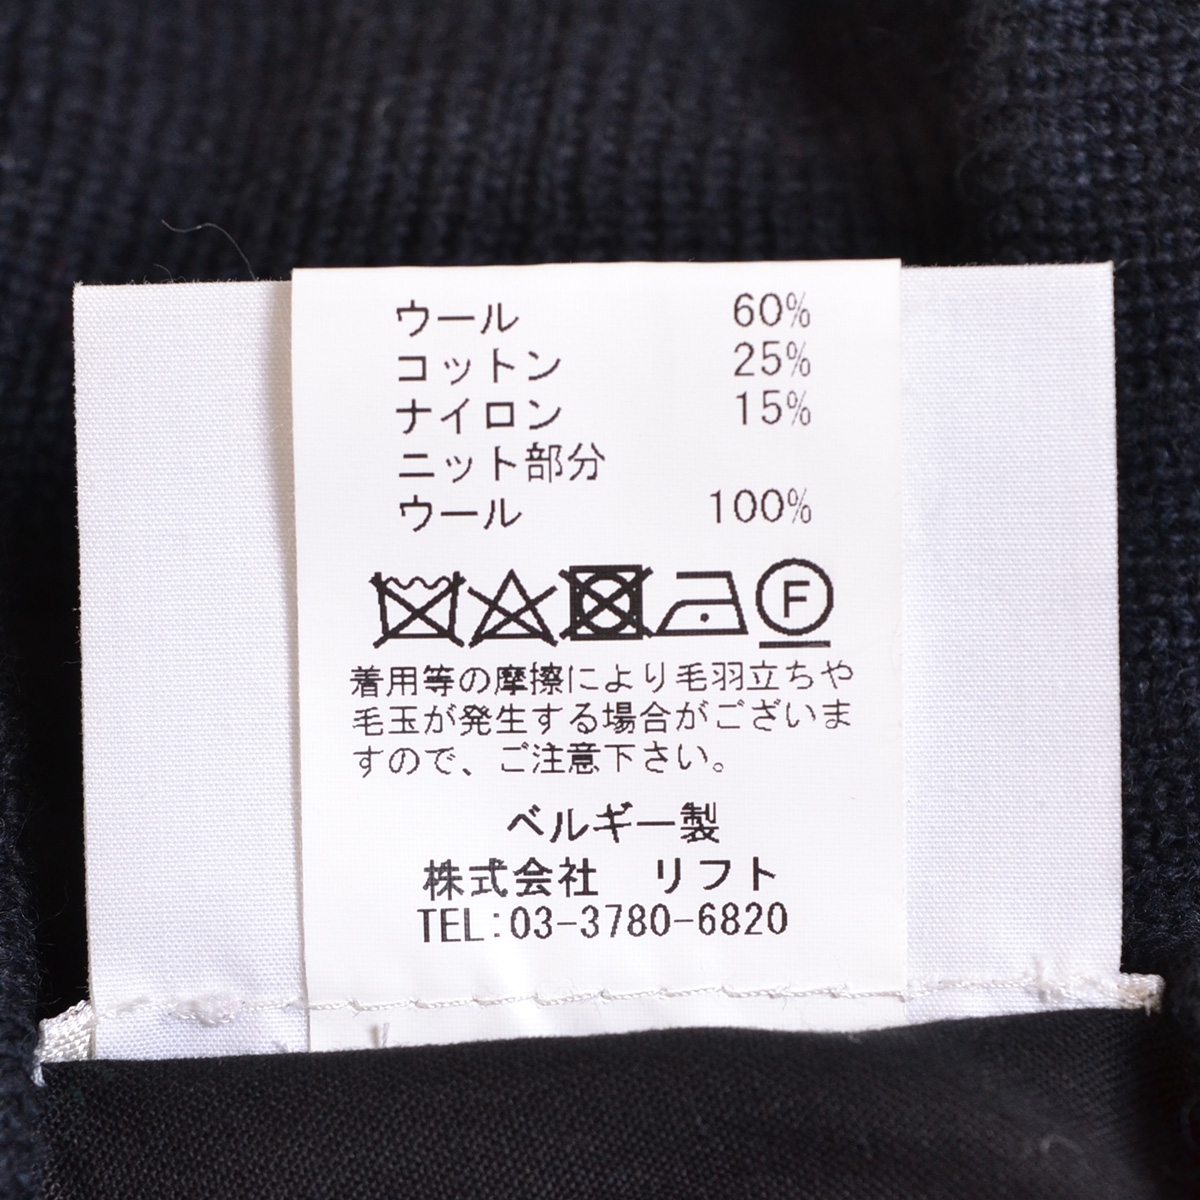 ウール 60%
コットン 25%
ナイロン 15%
ニット部分
ウール 100%
F
着用等の摩擦により毛羽立ちや
毛玉が発生する場合がございま
すので、ご注意下さい。
ベルギー製
株式会社 リフト
TEL:03-3780-6820